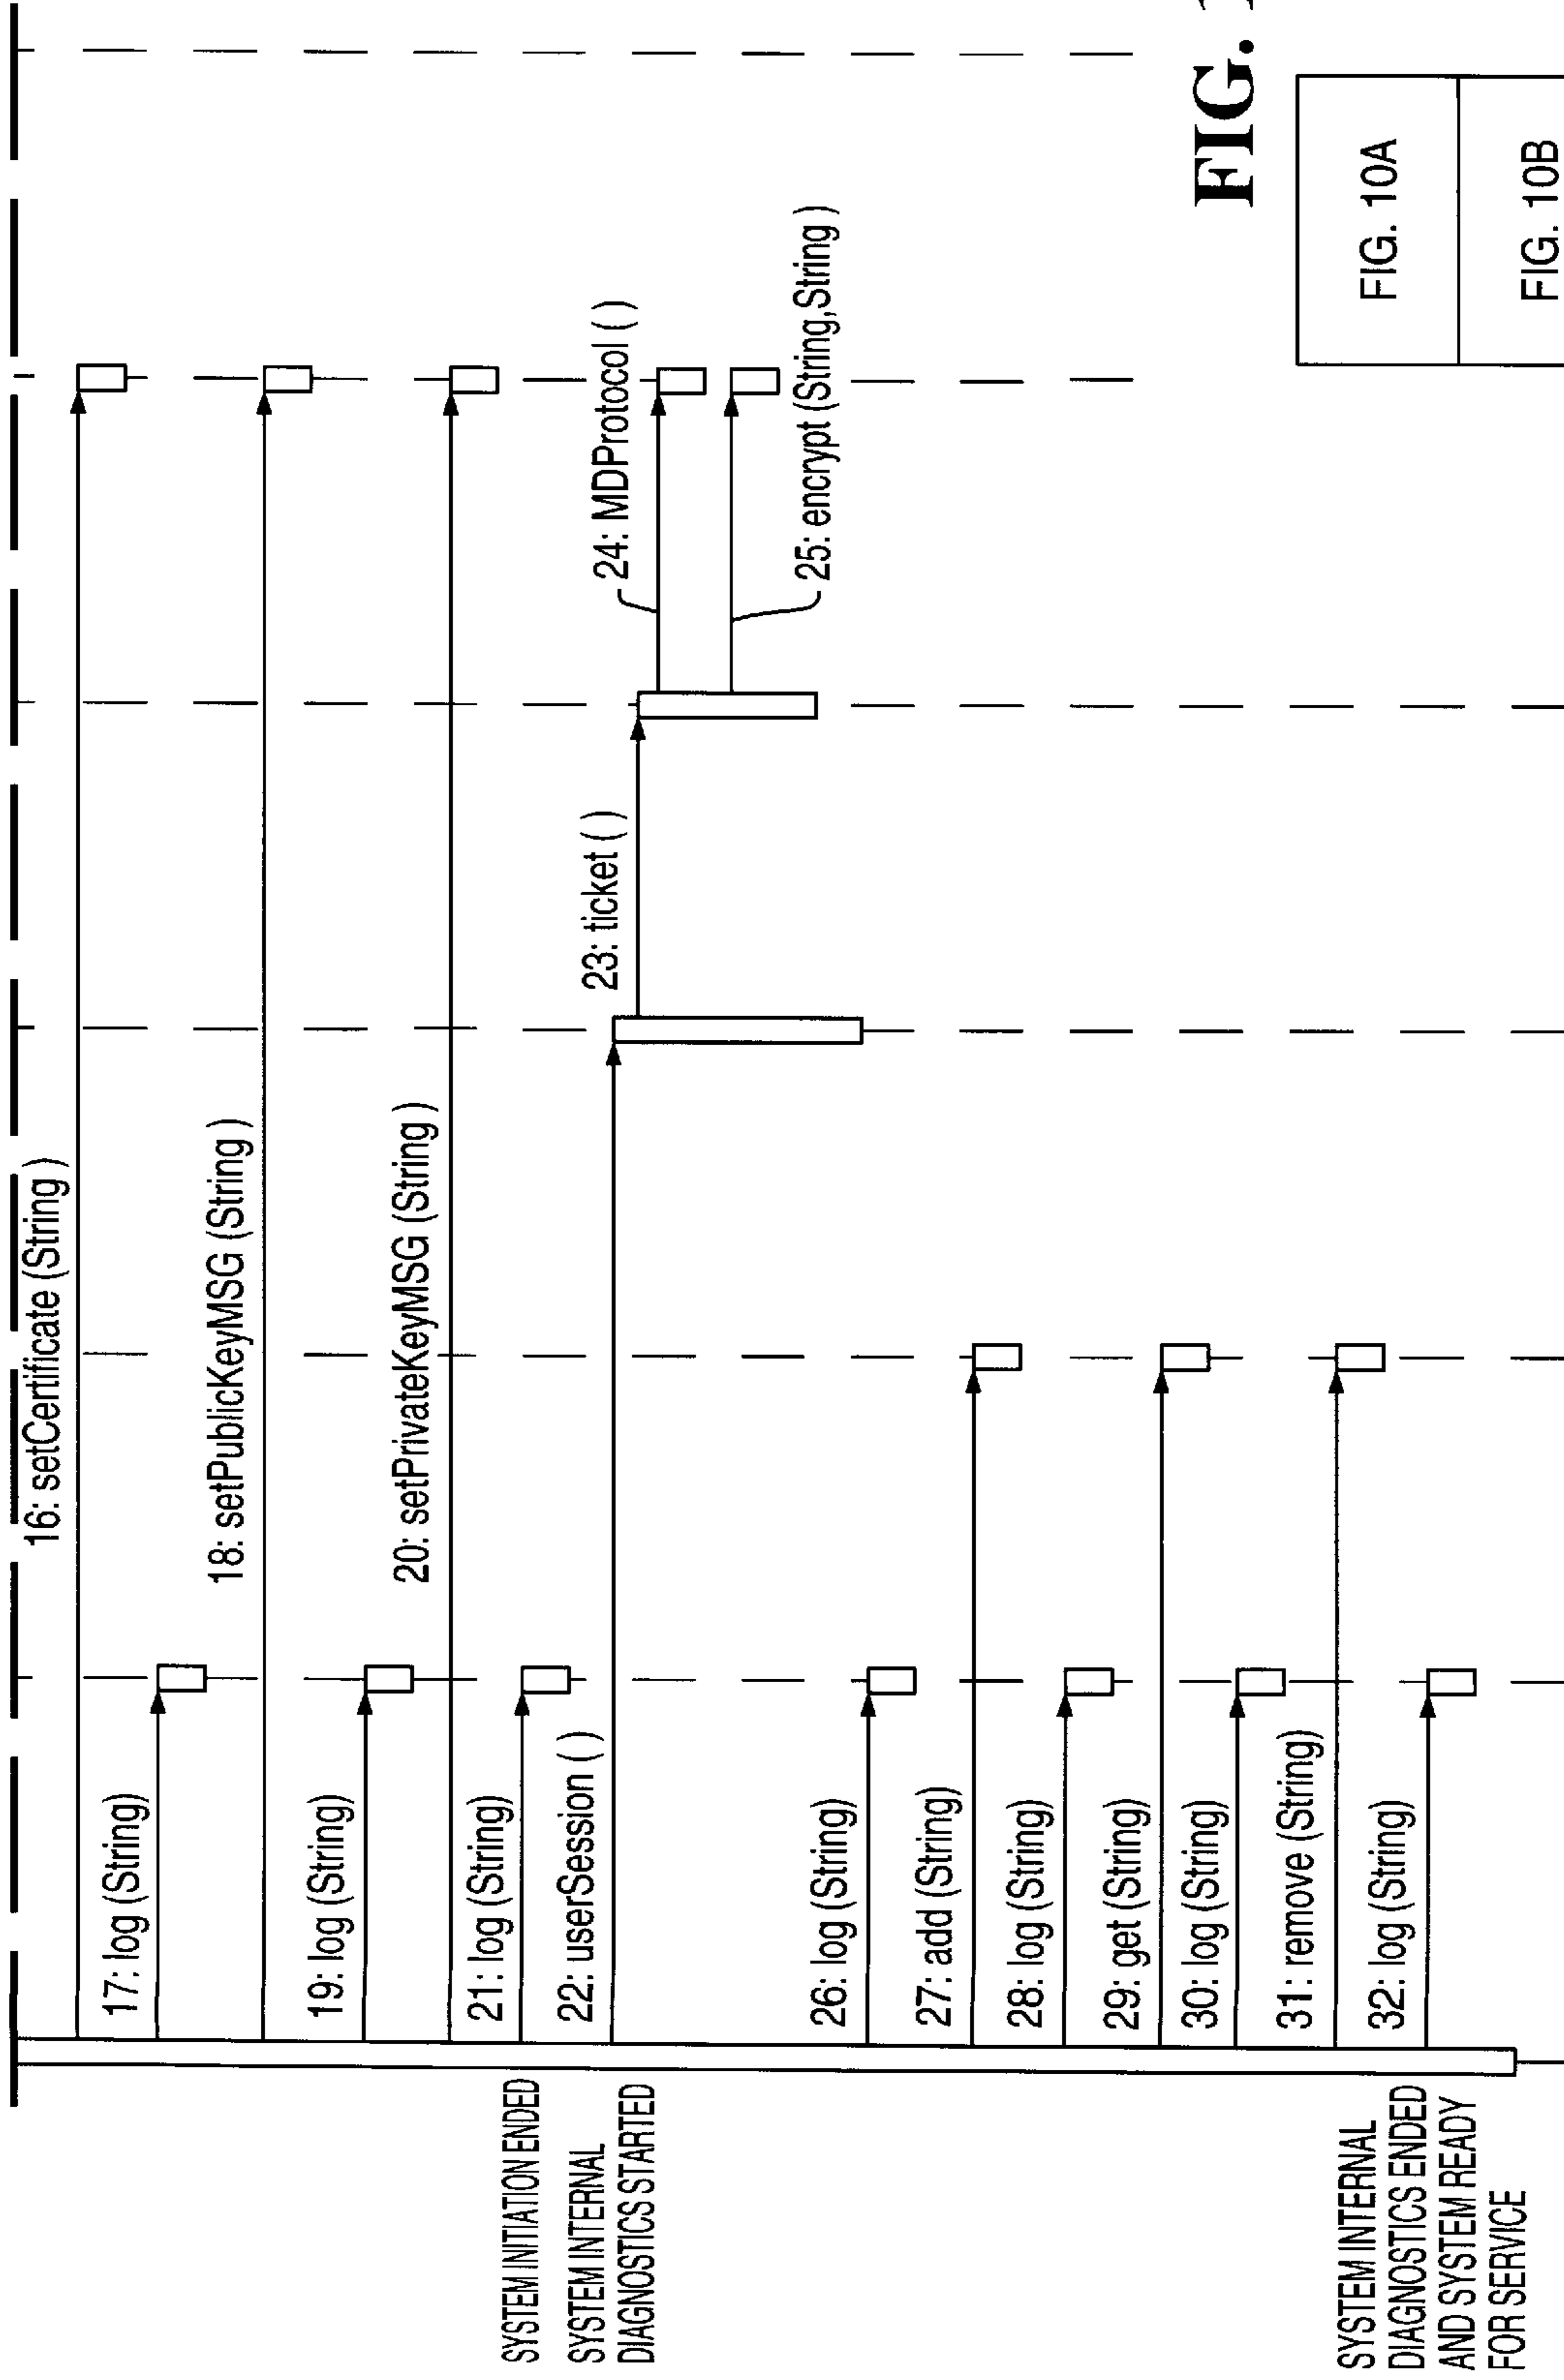 16: setCertificate (String )
17: log (String)
18: setPublicKeyMSG (String )
19: log (String)
20: setPrivateKeyMSG (String )
21: log (String)
SYSTEM INITIATION ENDED
22: userSession ( )
SYSTEM INTERNAL
DIAGNOSTICS STARTED
23: ticket ( )
24: MDProtocol ( )
25: encrypt (String,String )
26: log (String)
27: add (String)
28: log (String)
29: get (String)
30: log (String)
31: remove (String)
32: log (String)
SYSTEM INTERNAL
DIAGNOSTICS ENDED
AND SYSTEM READY
FOR SERVICE
FIG.
FIG. 10A
FIG. 10B